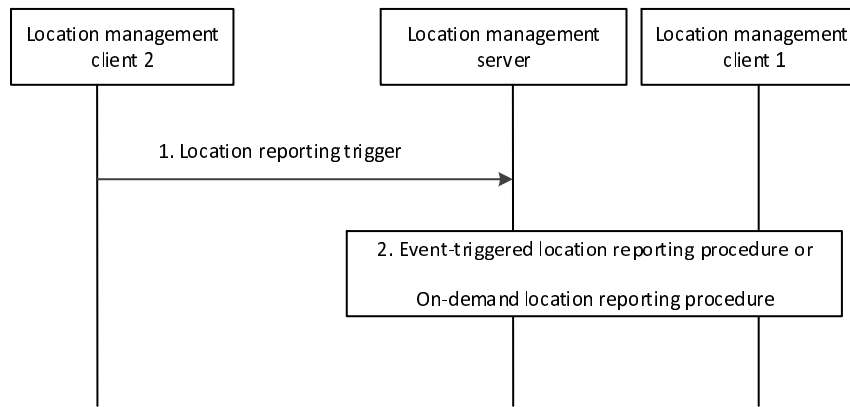 Location management
client 2
Location management
server
Location management
client 1
1. Location reporting trigger
2. Event-triggered location reporting procedure or
On-demand location reporting procedure